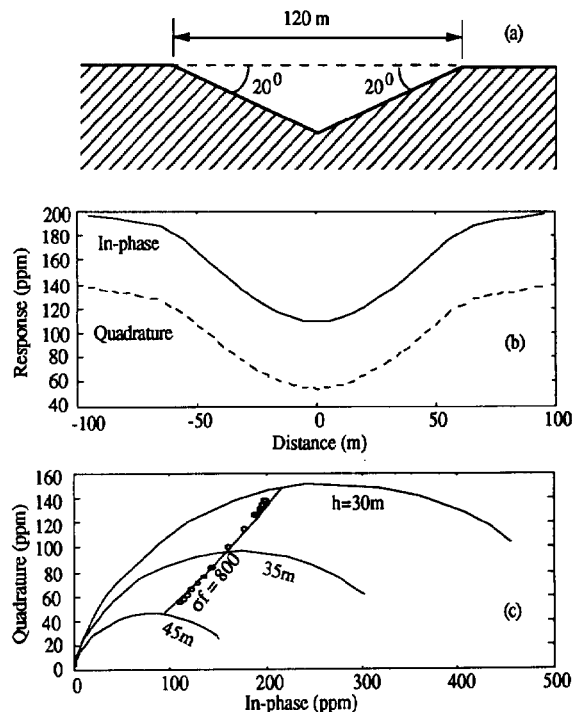 120 m
(a)
20⁰
20⁰
200
180
160
140
120
100
80
60
40
Response (ppm)
In-phase
Quadrature
(b)
-100
-50
0
50
100
Distance (m)
160
140
120
100
80
60
40
20
0
Quadrature (ppm)
h=30m
35m
45m
σf = 800
(c)
0
100
200
300
400
500
In-phase (ppm)